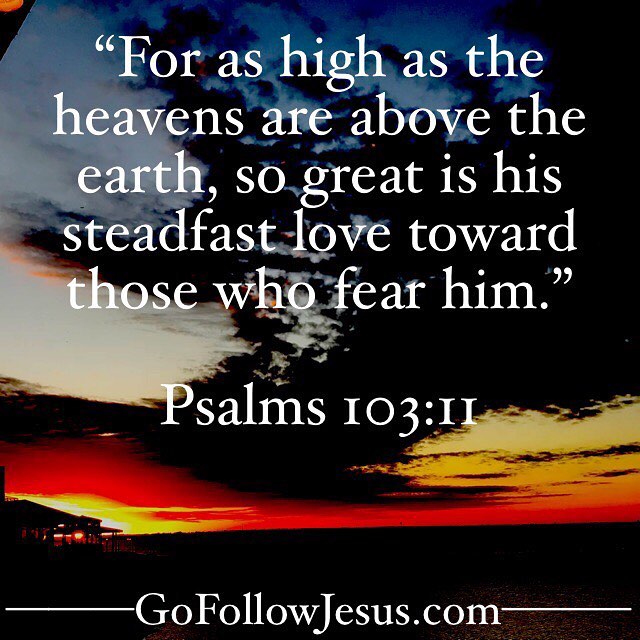 “For as high as the
heavens are above the
earth, so great is his
steadfast love toward
those who fear him.”
Psalms 103:11
GoFollowJesus.com